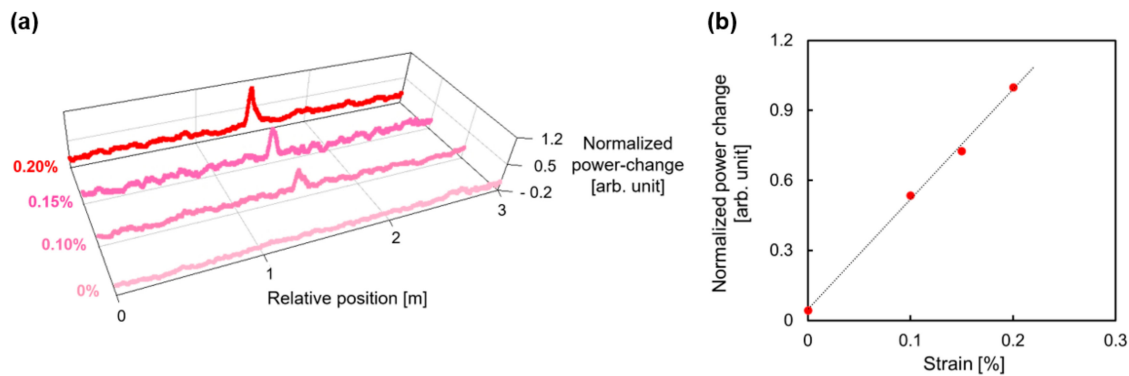 (a)
0.20%
0.15%
0.10%
0%
0
1
2
3
Relative position [m]
1.2
0.5
- 0.2
Normalized
power-change
[arb. unit]
(b)
Normalized power change
[arb. unit]
1.2
0.9
0.6
0.3
0
0
0.1
0.2
0.3
Strain [%]